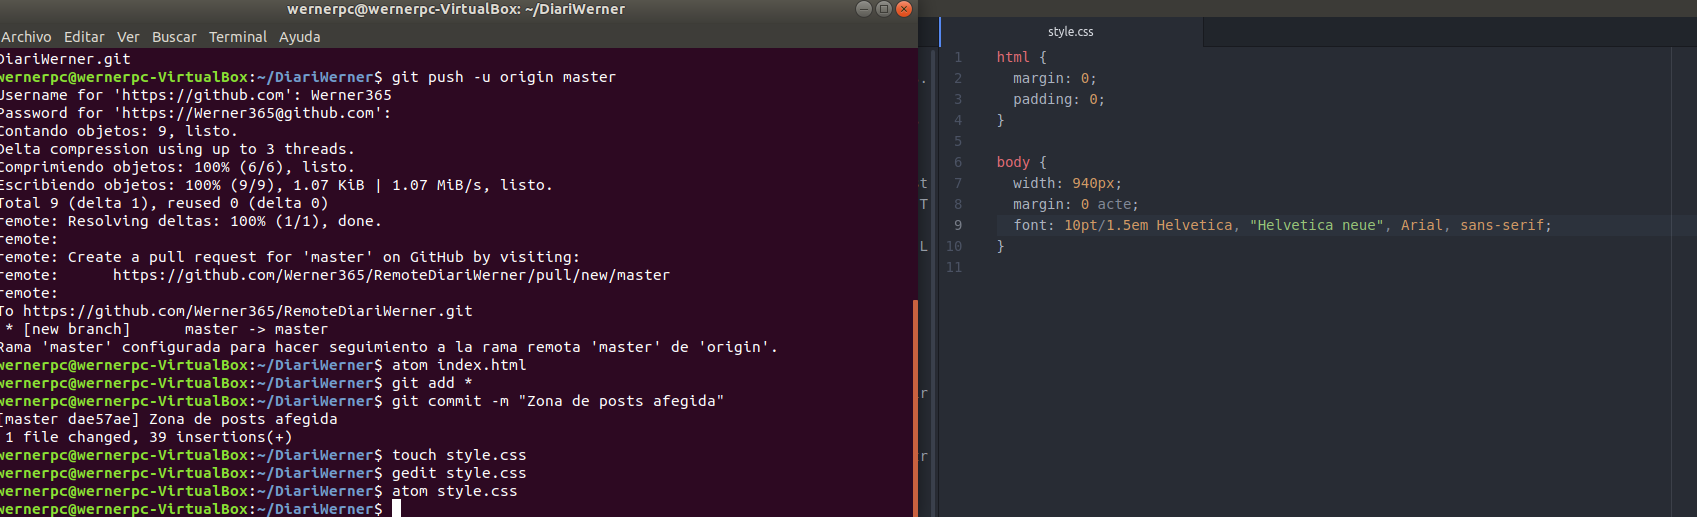 wernerpc@wernerpc-VirtualBox: ~/DiariWerner
Archivo Editar Ver Buscar Terminal Ayuda
DiariWerner.git
wernerpc@wernerpc-VirtualBox:~/DiariWerner$ git push -u origin master
Username for 'https://github.com': Werner365
Password for 'https://Werner365@github.com':
Contando objetos: 9, listo.
Delta compression using up to 3 threads.
Comprimiendo objetos: 100% (6/6), listo.
Escribiendo objetos: 100% (9/9), 1.07 KiB | 1.07 MiB/s, listo.
Total 9 (delta 1), reused 0 (delta 0)
remote: Resolving deltas: 100% (1/1), done.
remote:
remote: Create a pull request for 'master' on GitHub by visiting:
remote:      https://github.com/Werner365/RemoteDiariWerner/pull/new/master
remote:
To https://github.com/Werner365/RemoteDiariWerner.git
 * [new branch]      master -> master
Rama 'master' configurada para hacer seguimiento a la rama remota 'master' de 'origin'.
wernerpc@wernerpc-VirtualBox:~/DiariWerner$ atom index.html
wernerpc@wernerpc-VirtualBox:~/DiariWerner$ git add *
wernerpc@wernerpc-VirtualBox:~/DiariWerner$ git commit -m "Zona de posts afegida"
[master dae57ae] Zona de posts afegida
 1 file changed, 39 insertions(+)
wernerpc@wernerpc-VirtualBox:~/DiariWerner$ touch style.css
wernerpc@wernerpc-VirtualBox:~/DiariWerner$ gedit style.css
wernerpc@wernerpc-VirtualBox:~/DiariWerner$ atom style.css
wernerpc@wernerpc-VirtualBox:~/DiariWerner$
style.css
1 html {
2   margin: 0;
3   padding: 0;
4 }
5
6 body {
7   width: 940px;
8   margin: 0 acte;
9   font: 10pt/1.5em Helvetica, "Helvetica neue", Arial, sans-serif;
10 }
11